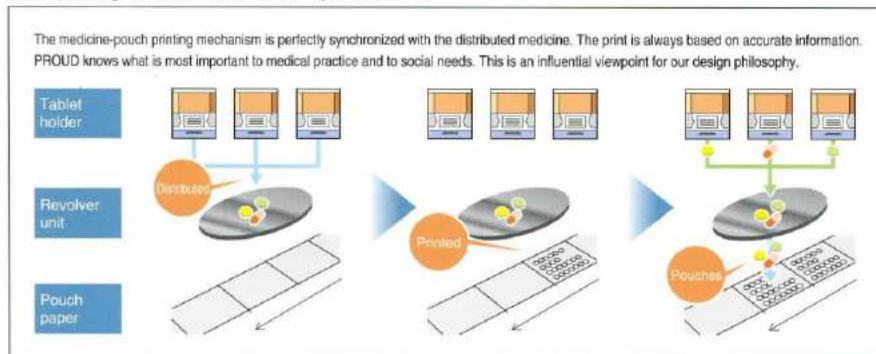 The medicine-pouch printing mechanism is perfectly synchronized with the distributed medicine. The print is always based on accurate information.
PROUD knows what is most important to medical practice and to social needs. This is an influential viewpoint for our design philosophy.
Tablet
holder
Distributed
Revolver
unit
Printed
Pouches
Pouch
paper